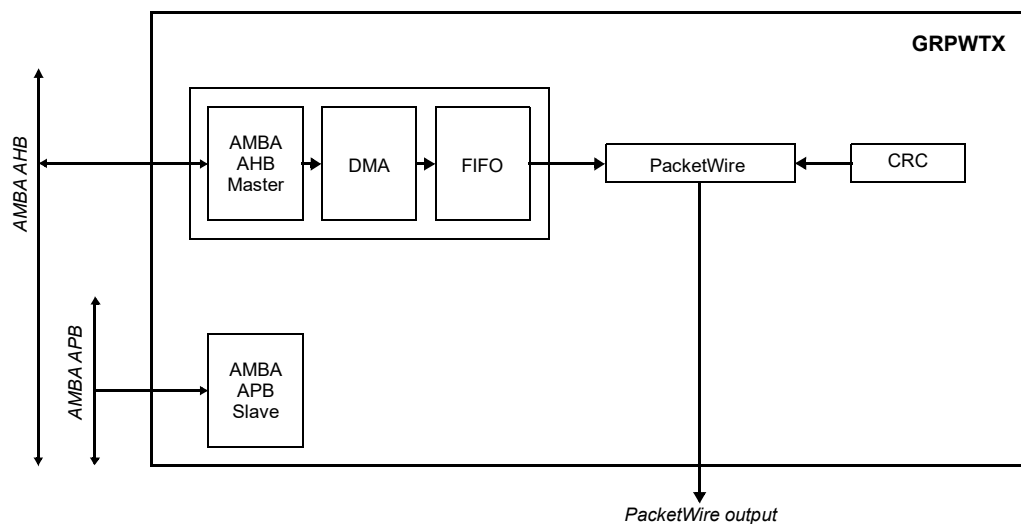 GRPWTX
AMBA AHB
AMBA
AHB
Master
DMA
FIFO
PacketWire
CRC
AMBA APB
AMBA
APB
Slave
PacketWire output